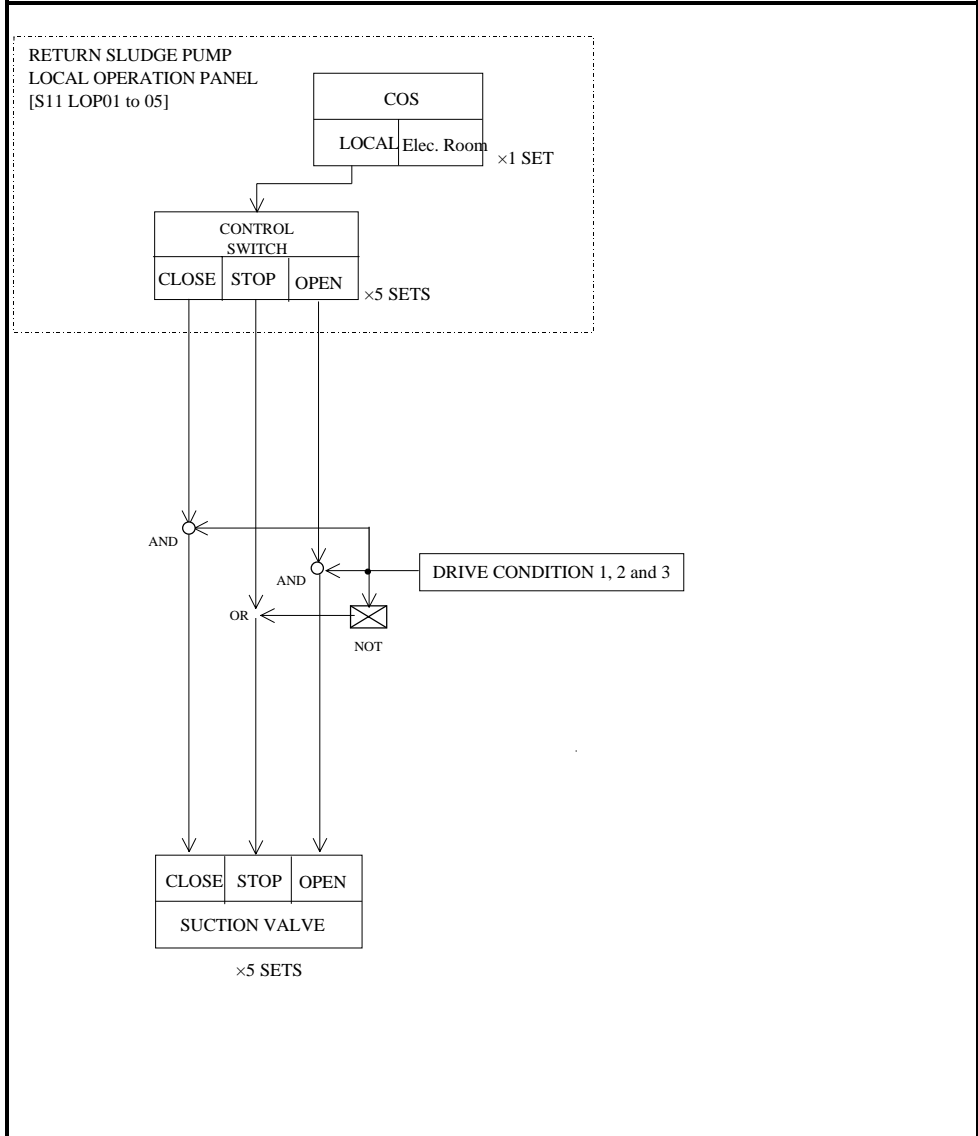 RETURN SLUDGE PUMP
LOCAL OPERATION PANEL
[S11 LOP01 to 05]
COS
LOCAL Elec. Room
×1 SET
CONTROL
SWITCH
CLOSE STOP OPEN
×5 SETS
AND
AND
DRIVE CONDITION 1, 2 and 3
OR
NOT
CLOSE STOP OPEN
SUCTION VALVE
×5 SETS